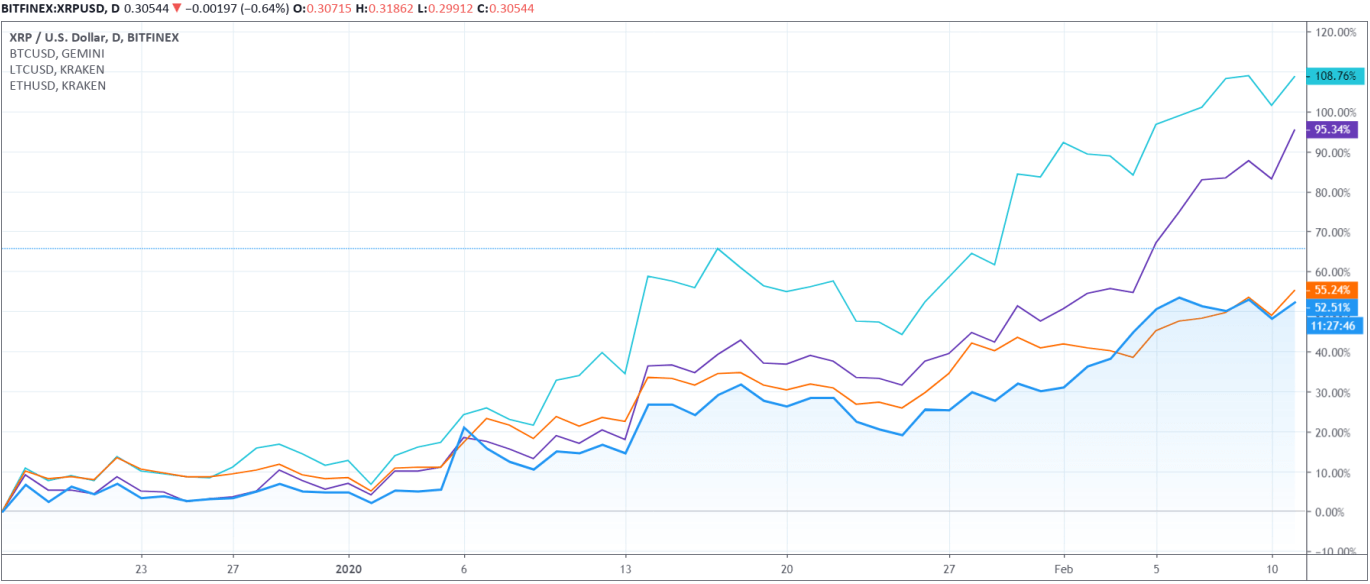 BITFINEX:XRPUSD, D 0.30544 ▼ −0.00197 (−0.64%) O:0.30715 H:0.31862 L:0.29912 C:0.30544
XRP / U.S. Dollar, D, BITFINEX
BTCUSD, GEMINI
LTCUSD, KRAKEN
ETHUSD, KRAKEN
120.00%
108.76%
100.00%
95.34%
90.00%
80.00%
70.00%
60.00%
55.24%
52.51%
11:27:46
40.00%
30.00%
20.00%
10.00%
0.00%
-10.00%
23 27 2020 6 13 20 27 Feb 5 10